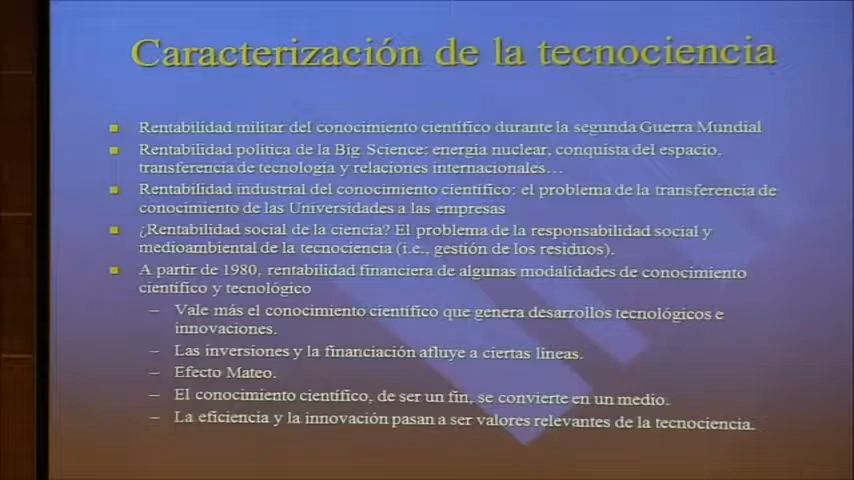 Caracterización de la tecnociencia
Rentabilidad militar del conocimiento científico durante la segunda Guerra Mundial
Rentabilidad política de la Big Science: energía nuclear, conquista del espacio,
transferencia de tecnología y relaciones internacionales…
Rentabilidad industrial del conocimiento científico: el problema de la transferencia de
conocimiento de las Universidades a las empresas
¿Rentabilidad social de la ciencia? El problema de la responsabilidad social y
medioambiental de la tecnociencia (i.e., gestión de los residuos).
A partir de 1980, rentabilidad financiera de algunas modalidades de conocimiento
científico y tecnológico
– Vale más el conocimiento científico que genera desarrollos tecnológicos e
innovaciones.
– Las inversiones y la financiación afluye a ciertas líneas.
– Efecto Mateo.
– El conocimiento científico, de ser un fin, se convierte en un medio.
– La eficiencia y la innovación pasan a ser valores relevantes de la tecnociencia.